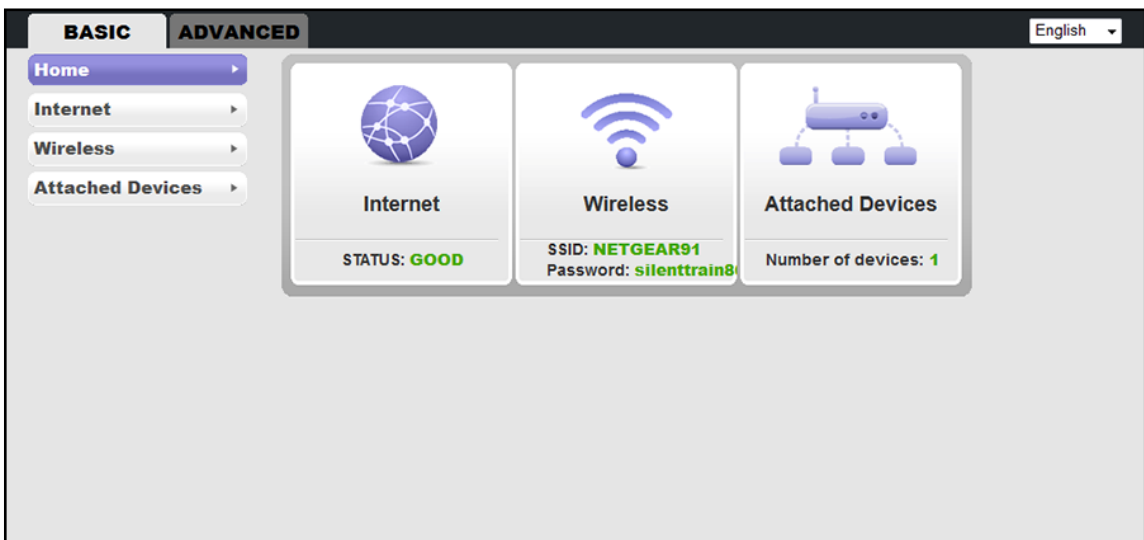 BASIC
ADVANCED
English
Home
Internet
Wireless
Attached Devices
Internet
STATUS: GOOD
Wireless
SSID: NETGEAR91
Password: silenttrain8
Attached Devices
Number of devices: 1